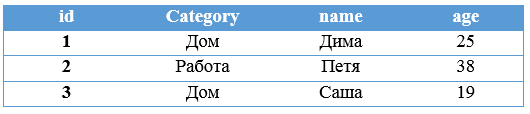 id Category name age
1 Дом Дима 25
2 Работа Петя 38
3 Дом Саша 19